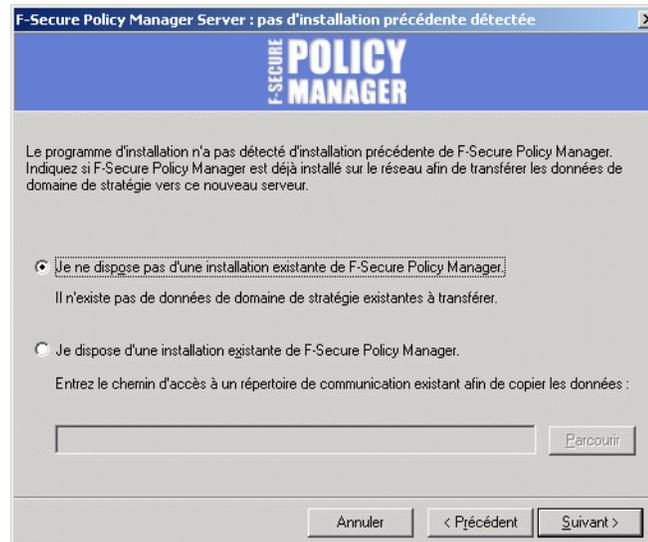 F-Secure Policy Manager Server : pas d'installation précédente détectée
F-SECURE
POLICY
MANAGER
Le programme d'installation n'a pas détecté d'installation précédente de F-Secure Policy Manager.
Indiquez si F-Secure Policy Manager est déjà installé sur le réseau afin de transférer les données de
domaine de stratégie vers ce nouveau serveur.
Je ne dispose pas d'une installation existante de F-Secure Policy Manager.
Il n'existe pas de données de domaine de stratégie existantes à transférer.
Je dispose d'une installation existante de F-Secure Policy Manager.
Entrez le chemin d'accès à un répertoire de communication existant afin de copier les données :
Parcourir
Annuler
< Précédent
Suivant >